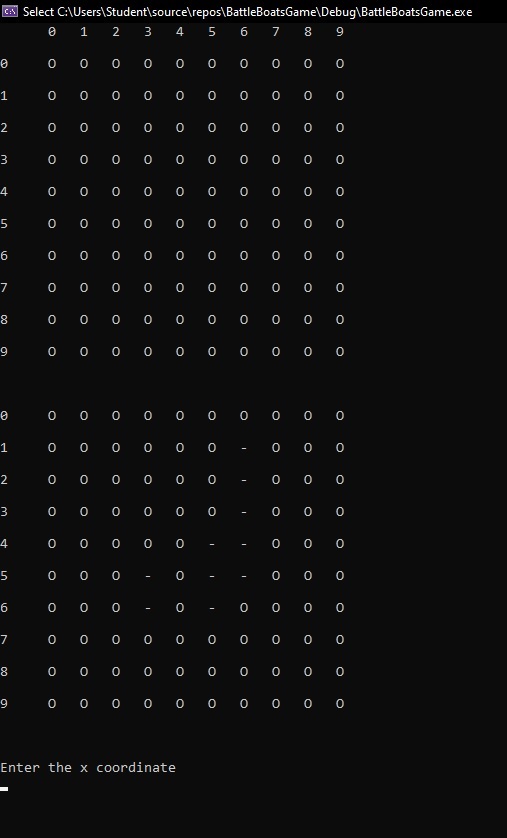 Select C:\Users\Student\source\repos\BattleBoatsGame\Debug\BattleBoatsGame.exe
0 1 2 3 4 5 6 7 8 9
0 O O O O O O O O O O
1 O O O O O O O O O O
2 O O O O O O O O O O
3 O O O O O O O O O O
4 O O O O O O O O O O
5 O O O O O O O O O O
6 O O O O O O O O O O
7 O O O O O O O O O O
8 O O O O O O O O O O
9 O O O O O O O O O O
0 O O O O O O O O O O
1 O O O O O O - O O O
2 O O O O O O - O O O
3 O O O O O O - O O O
4 O O O O O - - O O O
5 O O O - O - - O O O
6 O O O - O - O O O O
7 O O O O O O O O O O
8 O O O O O O O O O O
9 O O O O O O O O O O
Enter the x coordinate